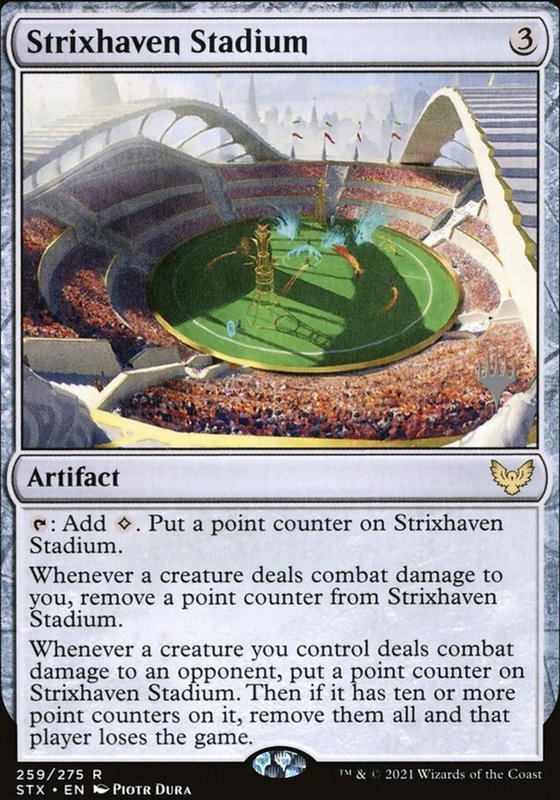 Strixhaven Stadium 3
Artifact
: Add . Put a point counter on Strixhaven
Stadium.
Whenever a creature deals combat damage to
you, remove a point counter from Strixhaven
Stadium.
Whenever a creature you control deals combat
damage to an opponent, put a point counter on
Strixhaven Stadium. Then if it has ten or more
point counters on it, remove them all and that
player loses the game.
259/275 R
STX • EN Piotr Dura
™ & © 2021 Wizards of the Coast